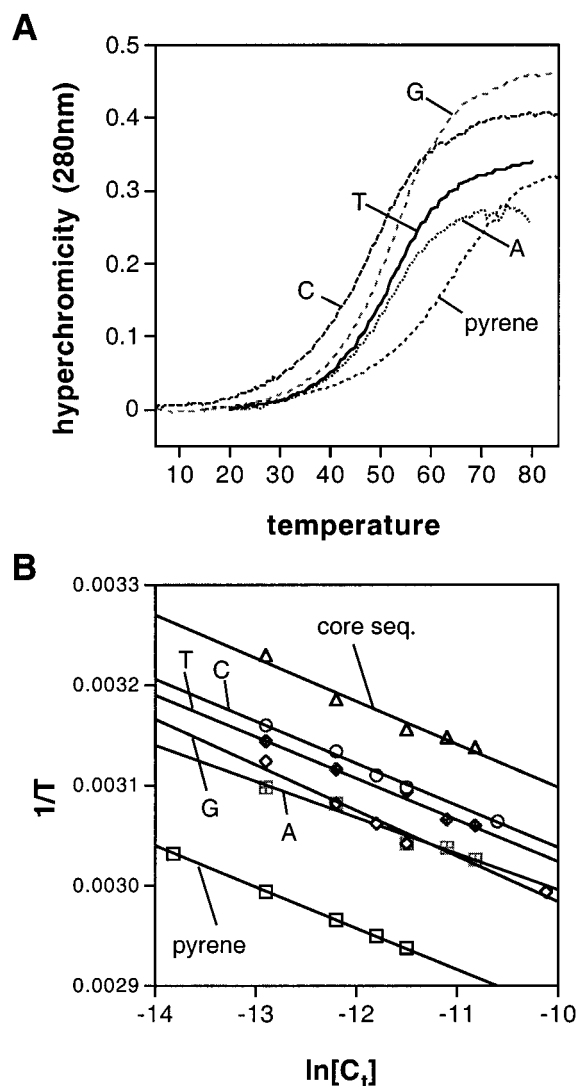 A
hyperchromicity (280nm)
0.5
0.4
0.3
0.2
0.1
0
G
T
C
A
pyrene
10 20 30 40 50 60 70 80
temperature
B
1/T
0.0033
0.0032
0.0031
0.0030
0.0029
core seq.
T
C
G
A
pyrene
-14 -13 -12 -11 -10
ln[Ct]